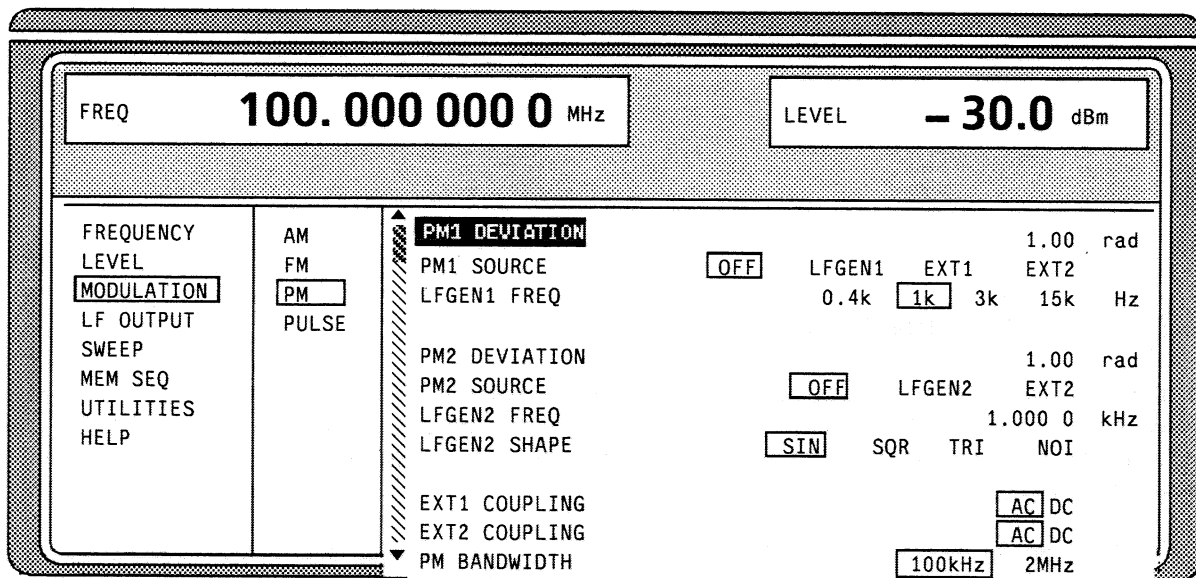 FREQ 100. 000 000 0 MHz
LEVEL – 30.0 dBm
FREQUENCY
LEVEL
MODULATION
LF OUTPUT
SWEEP
MEM SEQ
UTILITIES
HELP
AM
FM
PM
PULSE
PM1 DEVIATION 1.00 rad
PM1 SOURCE OFF LFGEN1 EXT1 EXT2
LFGEN1 FREQ 0.4k 1k 3k 15k Hz
PM2 DEVIATION 1.00 rad
PM2 SOURCE OFF LFGEN2 EXT2
LFGEN2 FREQ 1.000 0 kHz
LFGEN2 SHAPE SIN SQR TRI NOI
EXT1 COUPLING AC DC
EXT2 COUPLING AC DC
PM BANDWIDTH 100kHz 2MHz